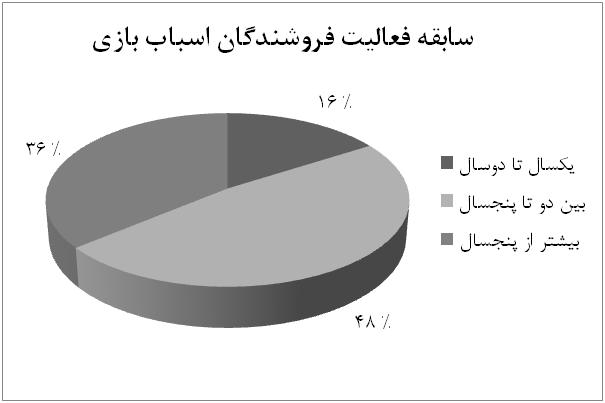 سابقه فعالیت فروشندگان اسباب بازی
۱۶ %
۳۶ %
۴۸ %
یکسال تا دوسال
بین دو تا پنجسال
بیشتر از پنجسال